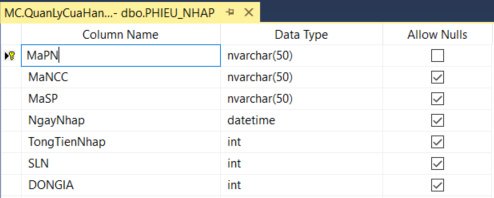 MC.QuanLyCuaHan...- dbo.PHIEU_NHAP
Column Name Data Type Allow Nulls
MaPN nvarchar(50)
MaNCC nvarchar(50)
MaSP nvarchar(50)
NgayNhap datetime
TongTienNhap int
SLN int
DONGIA int